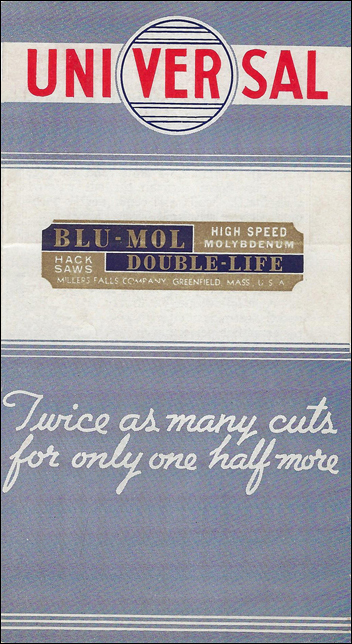 UNIVERSAL
BLU-MOL
HIGH SPEED
MOLYBDENUM
HACK
SAWS
DOUBLE-LIFE
MILLERS FALLS COMPANY, GREENFIELD, MASS., U. S. A.
Twice as many cuts
for only one half more